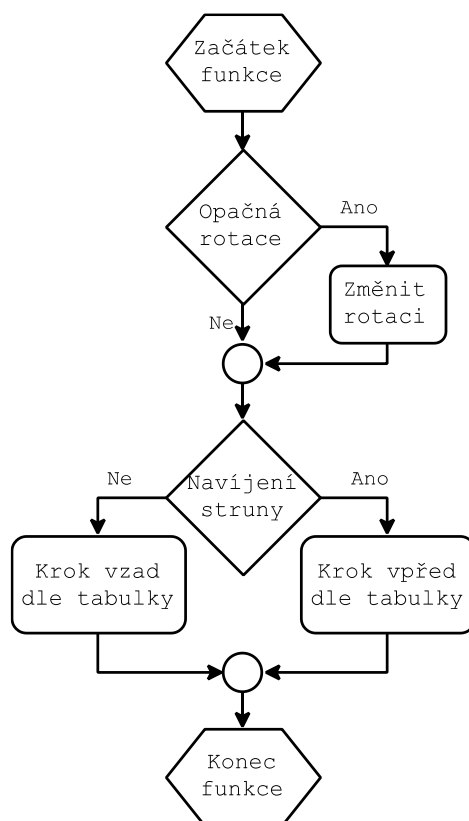 Začátek
funkce
Opačná
rotace
Ano
Změnit
rotaci
Ne
Navíjení
struny
Ne
Ano
Krok vzad
dle tabulky
Krok vpřed
dle tabulky
Konec
funkce